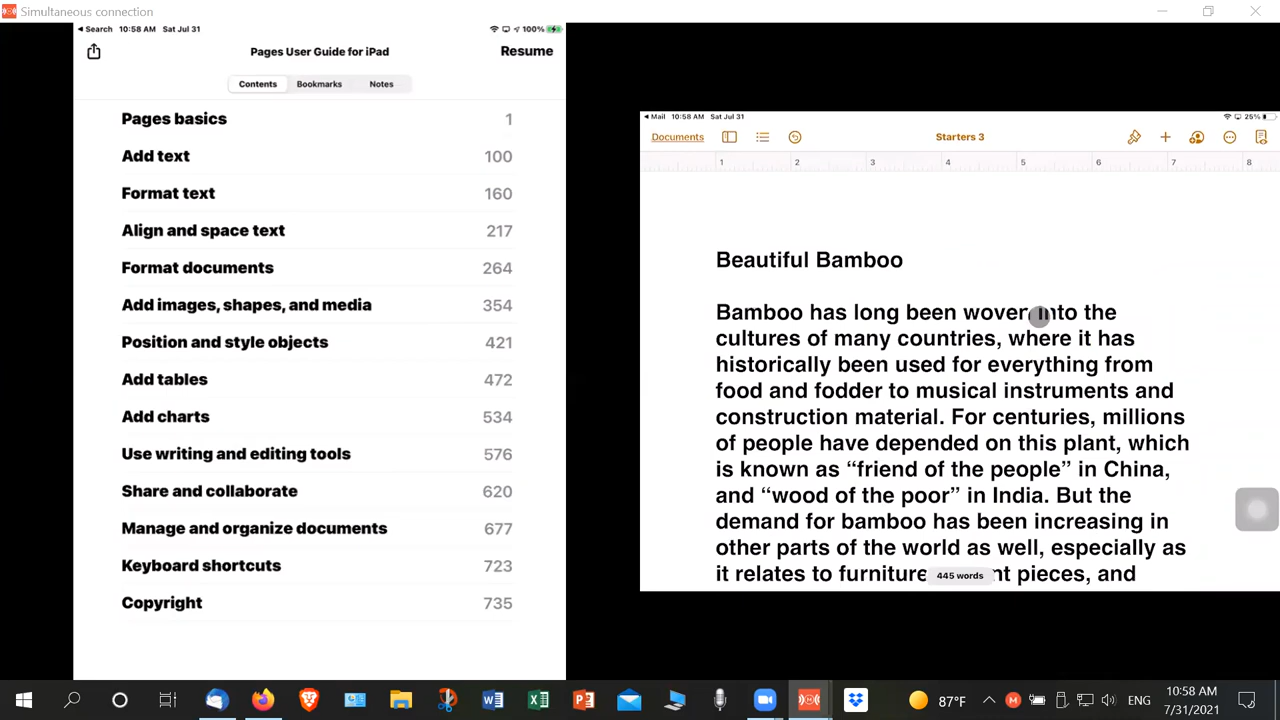 Simultaneous connection
Search 10:58 AM Sat Jul 31
100%
Pages User Guide for iPad
Resume
Contents Bookmarks Notes
Pages basics 1
Add text 100
Format text 160
Align and space text 217
Format documents 264
Add images, shapes, and media 354
Position and style objects 421
Add tables 472
Add charts 534
Use writing and editing tools 576
Share and collaborate 620
Manage and organize documents 677
Keyboard shortcuts 723
Copyright 735
Mail 10:58 AM Sat Jul 31
25%
Documents
Starters 3
1 2 3 4 5 6 7 8
Beautiful Bamboo
Bamboo has long been the
cultures of many countries, where it has
historically been used for everything from
food and fodder to musical instruments and
construction material. For centuries, millions
of people have depended on this plant, which
is known as “friend of the people” in China,
and “wood of the poor” in India. But the
demand for bamboo has been increasing in
other parts of the world as well, especially as
it relates to furniture pieces, and
445 words
87°F
ENG
10:58 AM
7/31/2021